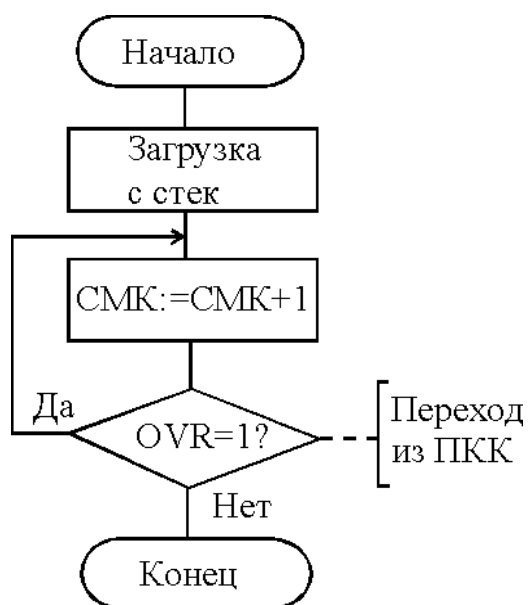 Начало
Загрузка
с стек
СМК:=СМК+1
Да
OVR=1?
Переход
из ПКК
Нет
Конец